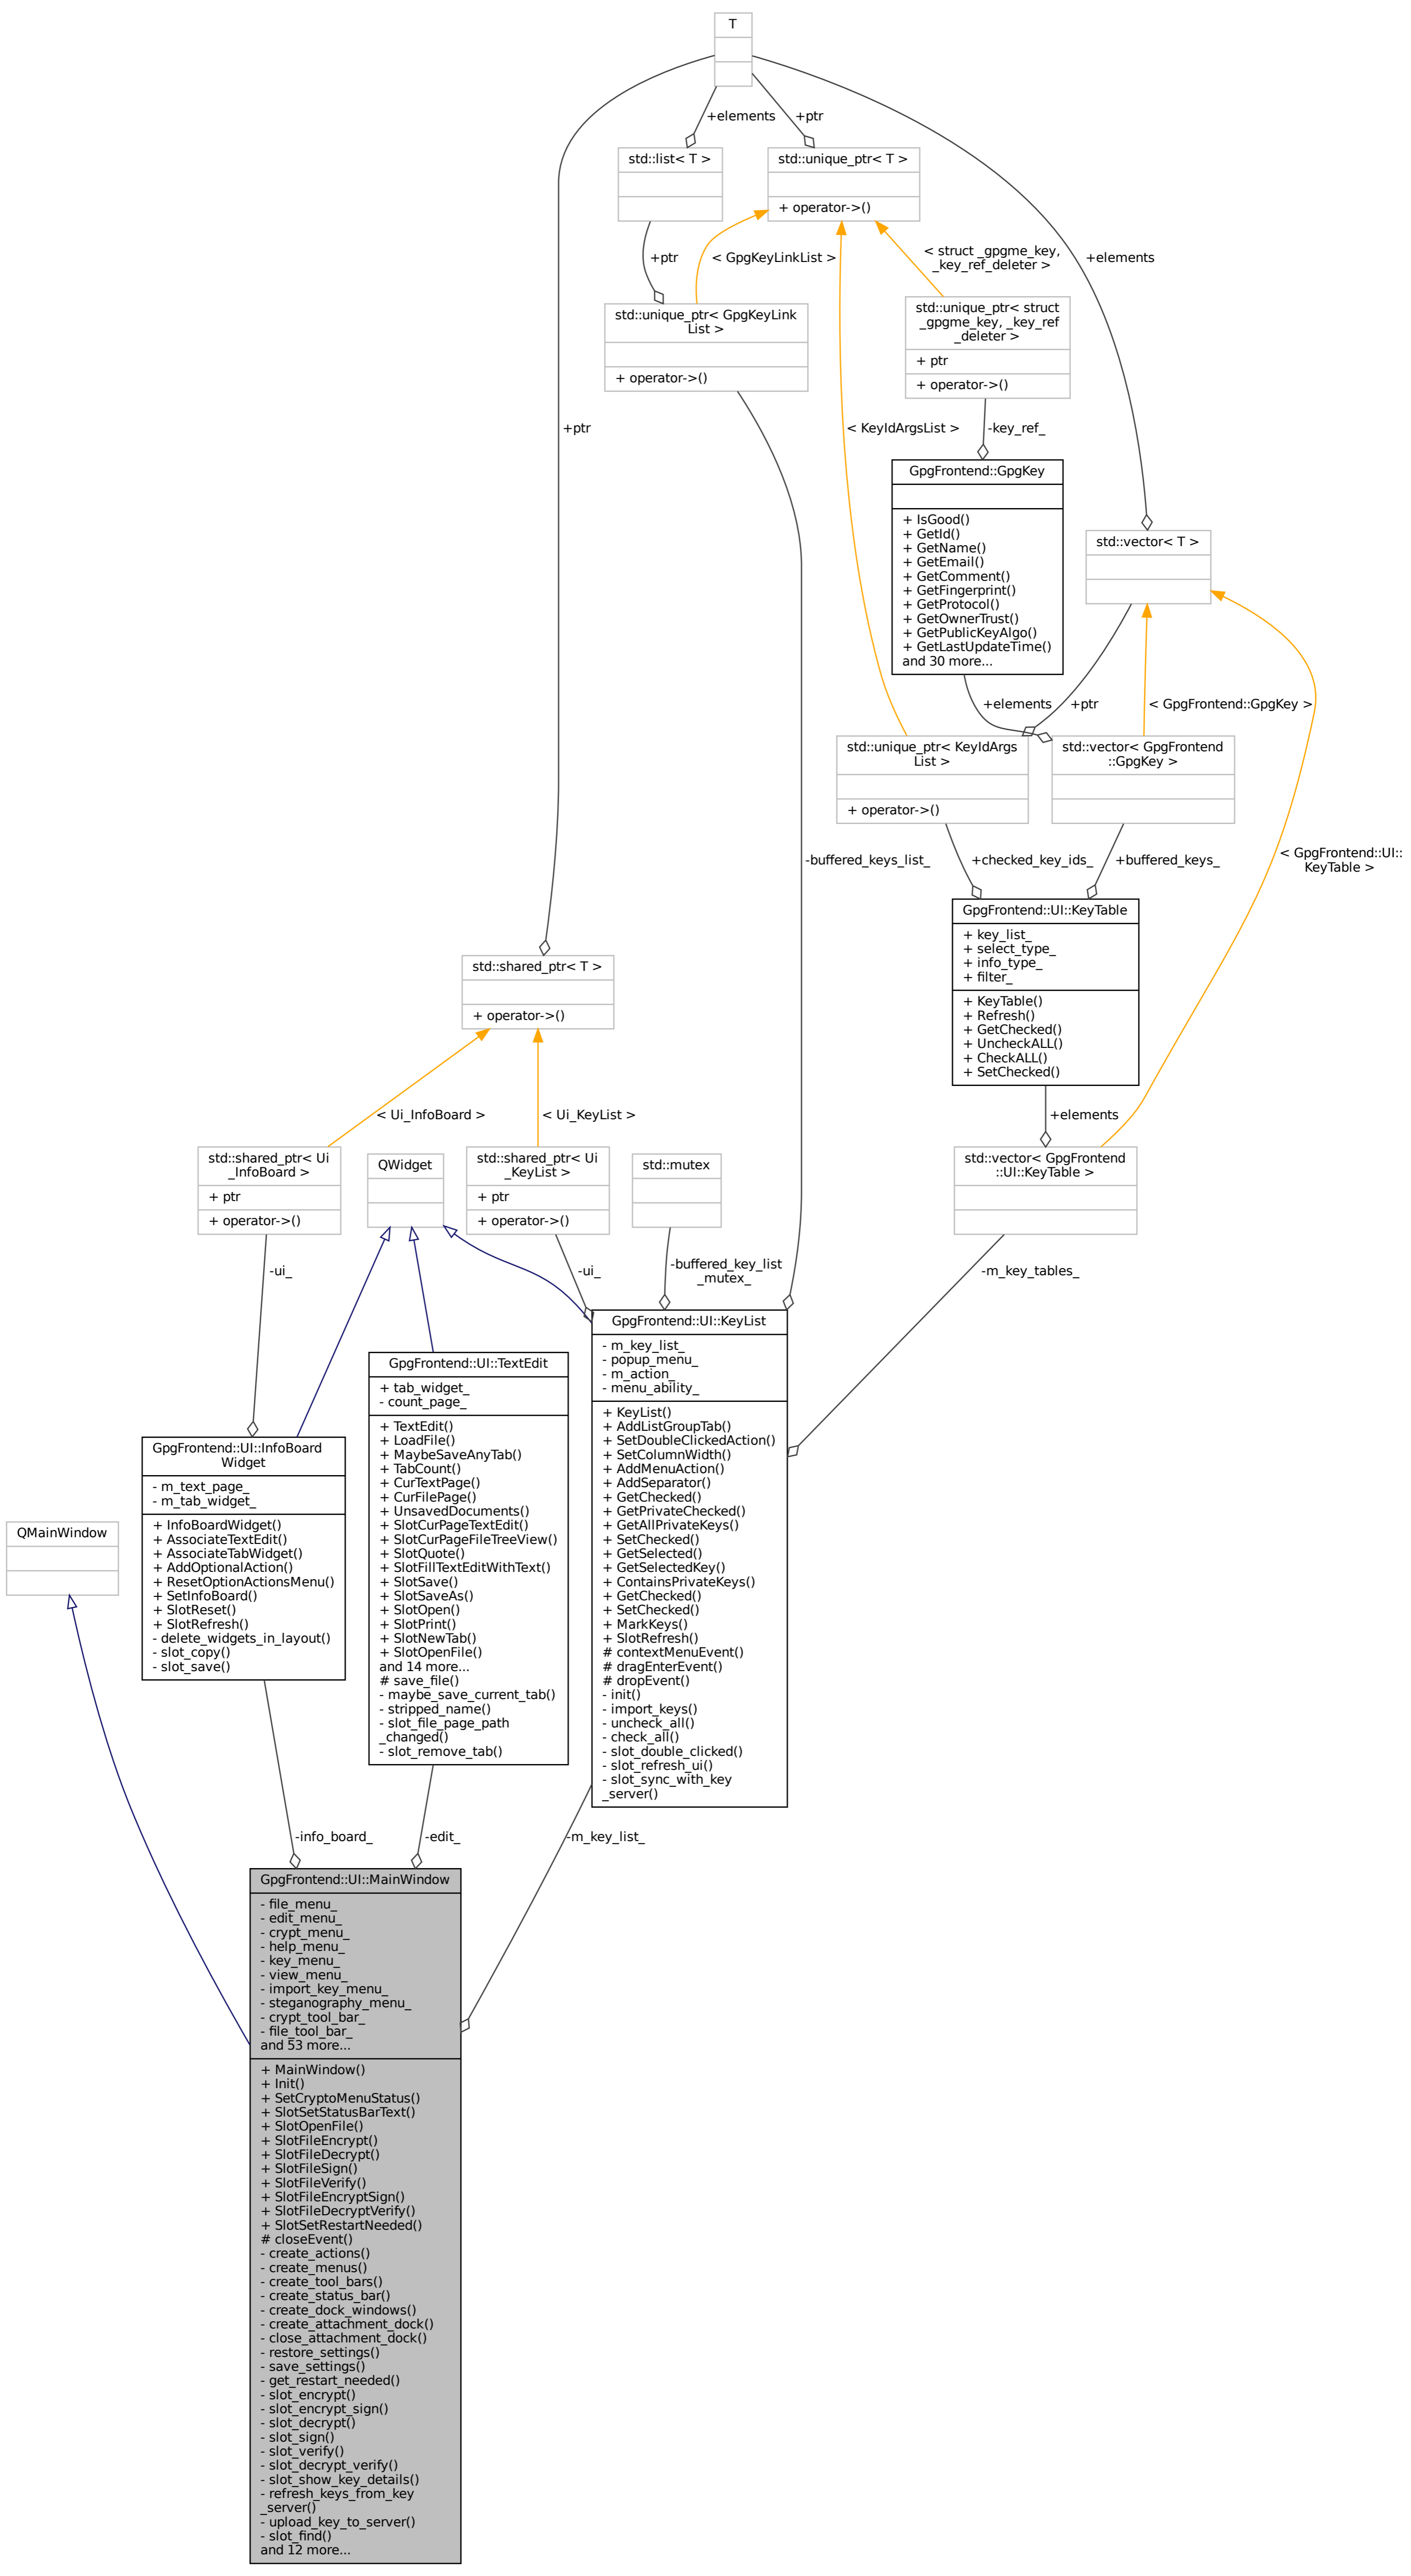 T
+elements
+ptr
std::list< T >
std::unique_ptr< T >
+ operator->()
+ptr
< GpgKeyLinkList >
< struct _gpgme_key,
_key_ref_deleter >
+elements
std::unique_ptr< GpgKeyLink
List >
+ operator->()
std::unique_ptr< struct
_gpgme_key, _key_ref
_deleter >
+ ptr
+ operator->()
+ptr
< KeyIdArgsList >
-key_ref_
GpgFrontend::GpgKey
+ IsGood()
+ GetId()
+ GetName()
+ GetEmail()
+ GetComment()
+ GetFingerprint()
+ GetProtocol()
+ GetOwnerTrust()
+ GetPublicKeyAlgo()
+ GetLastUpdateTime()
and 30 more...
std::vector< T >
+elements
+ptr
< GpgFrontend::GpgKey >
std::unique_ptr< KeyIdArgs
List >
+ operator->()
std::vector< GpgFrontend
::GpgKey >
-buffered_keys_list_
+checked_key_ids_
+buffered_keys_
< GpgFrontend::UI::
KeyTable >
GpgFrontend::UI::KeyTable
+ key_list_
+ select_type_
+ info_type_
+ filter_
+ KeyTable()
+ Refresh()
+ GetChecked()
+ UncheckALL()
+ CheckALL()
+ SetChecked()
std::shared_ptr< T >
+ operator->()
< Ui_InfoBoard >
< Ui_KeyList >
+elements
std::shared_ptr< Ui
_InfoBoard >
+ ptr
+ operator->()
QWidget
std::shared_ptr< Ui
_KeyList >
+ ptr
+ operator->()
std::mutex
std::vector< GpgFrontend
::UI::KeyTable >
-ui_
-ui_
-buffered_key_list
_mutex_
-m_key_tables_
GpgFrontend::UI::KeyList
- m_key_list_
- popup_menu_
- m_action_
- menu_ability_
+ KeyList()
+ AddListGroupTab()
+ SetDoubleClickedAction()
+ SetColumnWidth()
+ AddMenuAction()
+ AddSeparator()
+ GetChecked()
+ GetPrivateChecked()
+ GetAllPrivateKeys()
+ SetChecked()
+ GetSelected()
+ GetSelectedKey()
+ ContainsPrivateKeys()
+ GetChecked()
+ SetChecked()
+ MarkKeys()
+ SlotRefresh()
# contextMenuEvent()
# dragEnterEvent()
# dropEvent()
- init()
- import_keys()
- uncheck_all()
- check_all()
- slot_double_clicked()
- slot_refresh_ui()
- slot_sync_with_key
_server()
GpgFrontend::UI::TextEdit
+ tab_widget_
- count_page_
+ TextEdit()
+ LoadFile()
+ MaybeSaveAnyTab()
+ TabCount()
+ CurTextPage()
+ CurFilePage()
+ UnsavedDocuments()
+ SlotCurPageTextEdit()
+ SlotCurPageFileTreeView()
+ SlotQuote()
+ SlotFillTextEditWithText()
+ SlotSave()
+ SlotSaveAs()
+ SlotOpen()
+ SlotPrint()
+ SlotNewTab()
+ SlotOpenFile()
and 14 more...
# save_file()
- maybe_save_current_tab()
- stripped_name()
- slot_file_page_path
_changed()
- slot_remove_tab()
GpgFrontend::UI::InfoBoard
Widget
- m_text_page_
- m_tab_widget_
+ InfoBoardWidget()
+ AssociateTextEdit()
+ AssociateTabWidget()
+ AddOptionalAction()
+ ResetOptionActionsMenu()
+ SetInfoBoard()
+ SlotReset()
+ SlotRefresh()
- delete_widgets_in_layout()
- slot_copy()
- slot_save()
QMainWindow
-info_board_
-edit_
-m_key_list_
GpgFrontend::UI::MainWindow
- file_menu_
- edit_menu_
- crypt_menu_
- help_menu_
- key_menu_
- view_menu_
- import_key_menu_
- steganography_menu_
- crypt_tool_bar_
- file_tool_bar_
and 53 more...
+ MainWindow()
+ Init()
+ SetCryptoMenuStatus()
+ SlotSetStatusBarText()
+ SlotOpenFile()
+ SlotFileEncrypt()
+ SlotFileDecrypt()
+ SlotFileSign()
+ SlotFileVerify()
+ SlotFileEncryptSign()
+ SlotFileDecryptVerify()
+ SlotSetRestartNeeded()
# closeEvent()
- create_actions()
- create_menus()
- create_tool_bars()
- create_status_bar()
- create_dock_windows()
- create_attachment_dock()
- close_attachment_dock()
- restore_settings()
- save_settings()
- get_restart_needed()
- slot_encrypt()
- slot_encrypt_sign()
- slot_decrypt()
- slot_sign()
- slot_verify()
- slot_decrypt_verify()
- slot_show_key_details()
- refresh_keys_from_key
_server()
- upload_key_to_server()
- slot_find()
and 12 more...